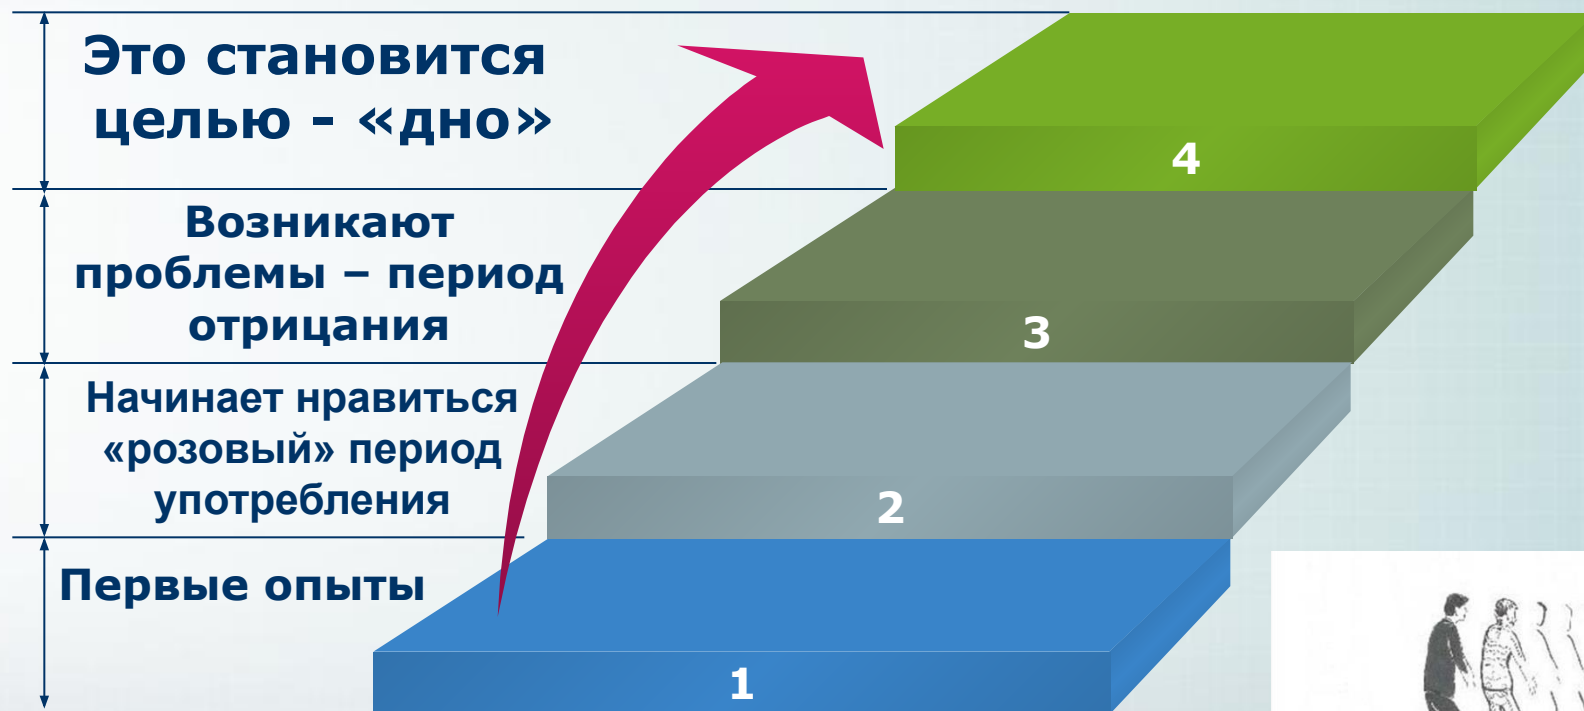 Это становится
целью - «дно»
4
Возникают
проблемы – период
отрицания
3
Начинает нравиться
«розовый» период
употребления
2
Первые опыты
1